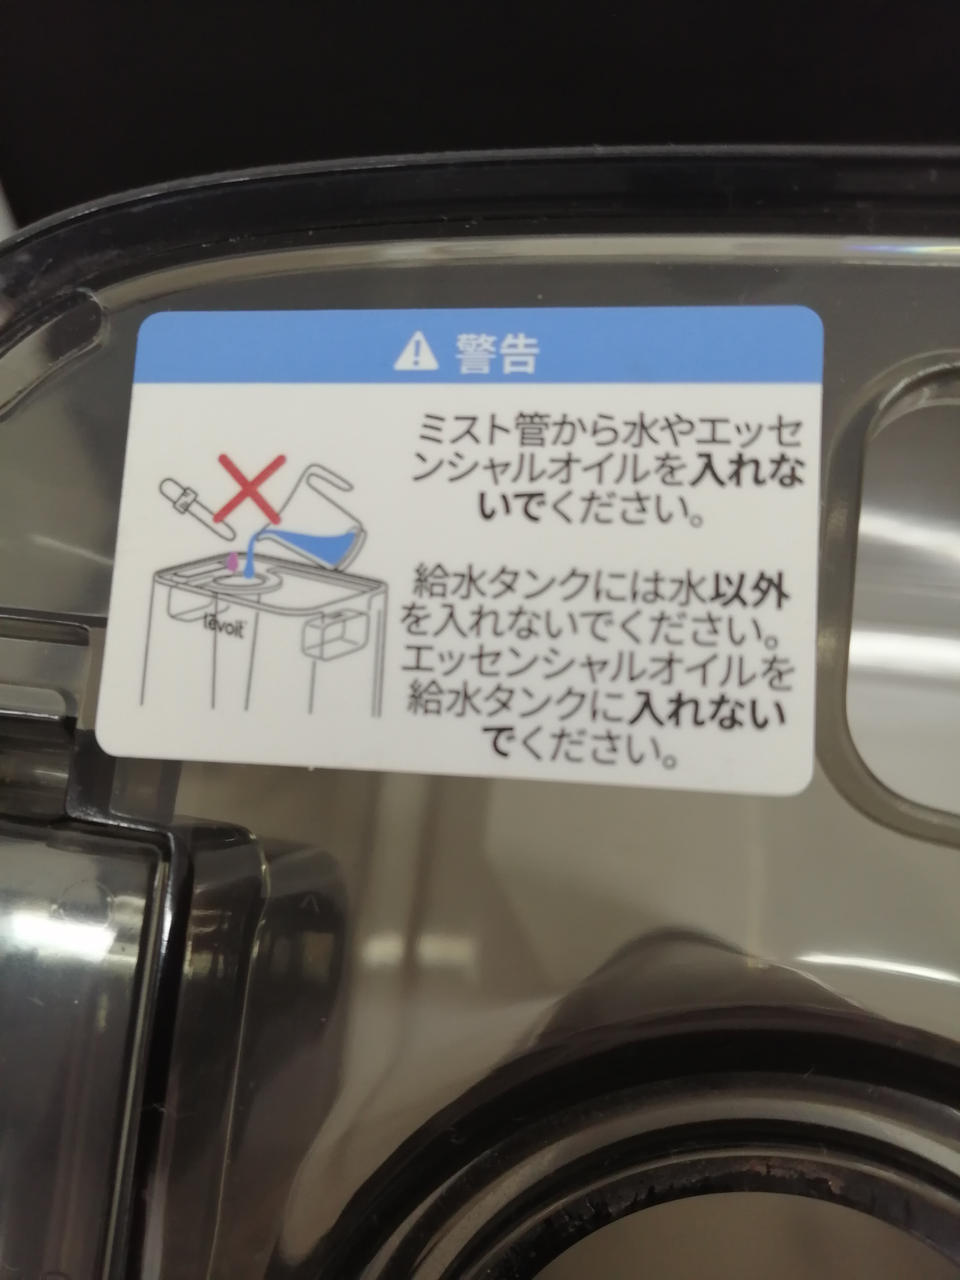 警告
ミスト管から水やエッセ
ンシャルオイルを入れな
いでください。
給水タンクには水以外
を入れないでください。
エッセンシャルオイルを
給水タンクに入れない
でください。
levoit